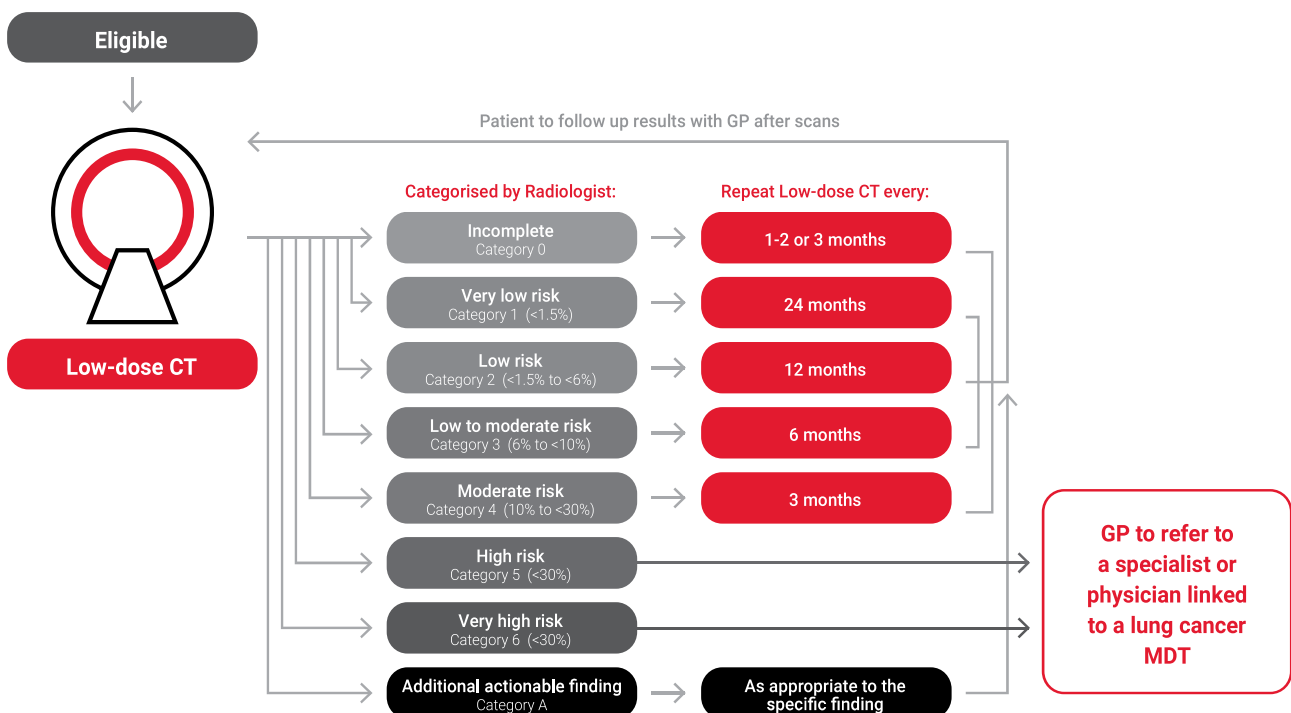 Eligible
Patient to follow up results with GP after scans
Categorised by Radiologist:
Repeat Low-dose CT every:
Incomplete
Category 0
1-2 or 3 months
Very low risk
Category 1 (<1.5%)
24 months
Low-dose CT
Low risk
Category 2 (<1.5% to <6%)
12 months
Low to moderate risk
Category 3 (6% to <10%)
6 months
Moderate risk
Category 4 (10% to <30%)
3 months
High risk
Category 5 (<30%)
Very high risk
Category 6 (<30%)
GP to refer to
a specialist or
physician linked
to a lung cancer
MDT
Additional actionable finding
Category A
As appropriate to the
specific finding